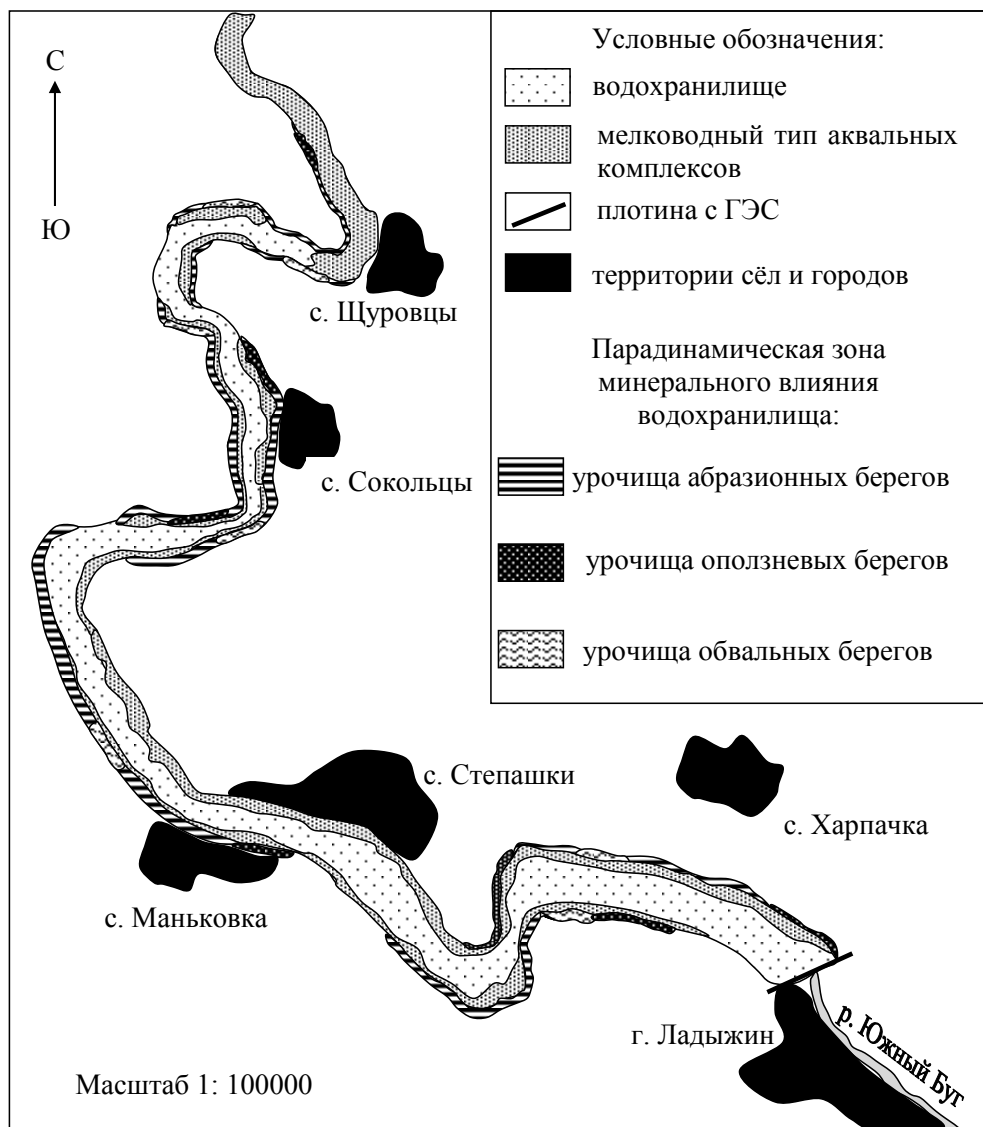 С
Ю
Условные обозначения:
водохранилище
мелководный тип аквальных
комплексов
плотина с ГЭС
территории сёл и городов
Парадинамическая зона
минерального влияния
водохранилища:
урочища абразионных берегов
урочища оползневых берегов
урочища обвальных берегов
с. Щуровцы
с. Сокольцы
с. Степашки
с. Харпачка
с. Маньковка
г. Ладыжин
р. Южный Буг
Масштаб 1: 100000